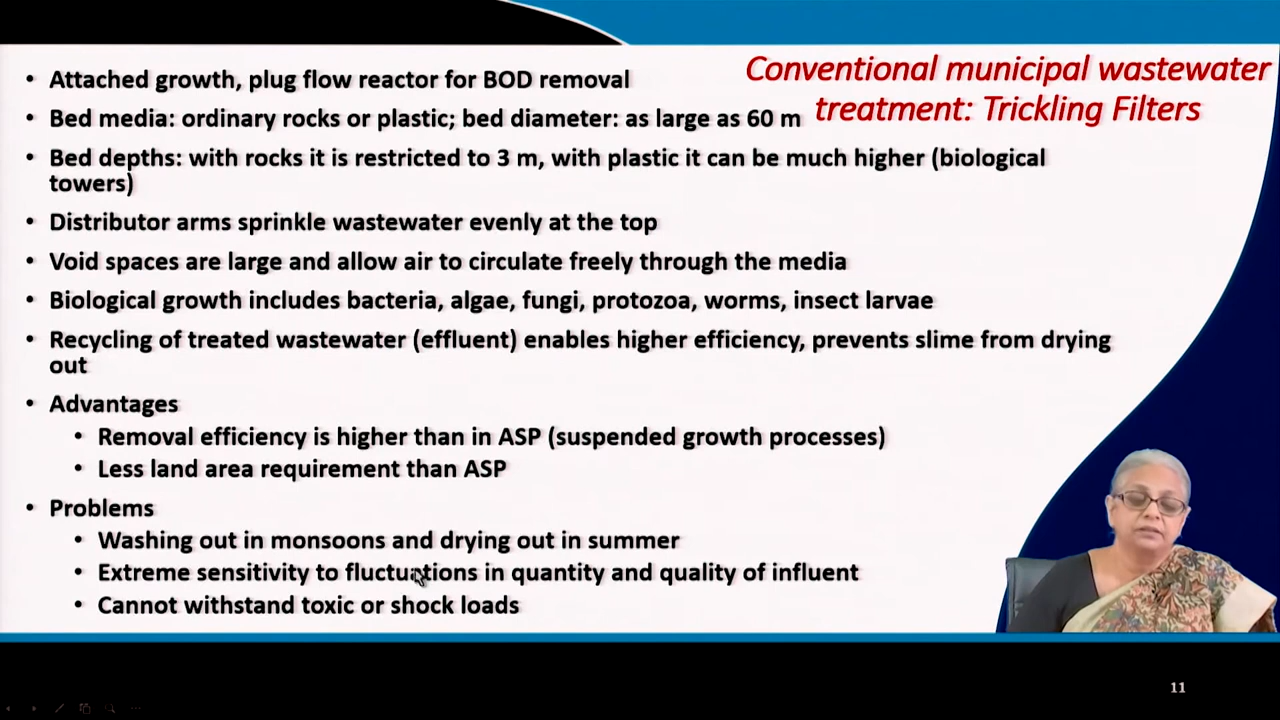 Conventional municipal wastewater
treatment: Trickling Filters
• Attached growth, plug flow reactor for BOD removal
• Bed media: ordinary rocks or plastic; bed diameter: as large as 60 m
• Bed depths: with rocks it is restricted to 3 m, with plastic it can be much higher (biological
towers)
• Distributor arms sprinkle wastewater evenly at the top
• Void spaces are large and allow air to circulate freely through the media
• Biological growth includes bacteria, algae, fungi, protozoa, worms, insect larvae
• Recycling of treated wastewater (effluent) enables higher efficiency, prevents slime from drying
out
• Advantages
• Removal efficiency is higher than in ASP (suspended growth processes)
• Less land area requirement than ASP
• Problems
• Washing out in monsoons and drying out in summer
• Extreme sensitivity to fluctuations in quantity and quality of influent
• Cannot withstand toxic or shock loads
11